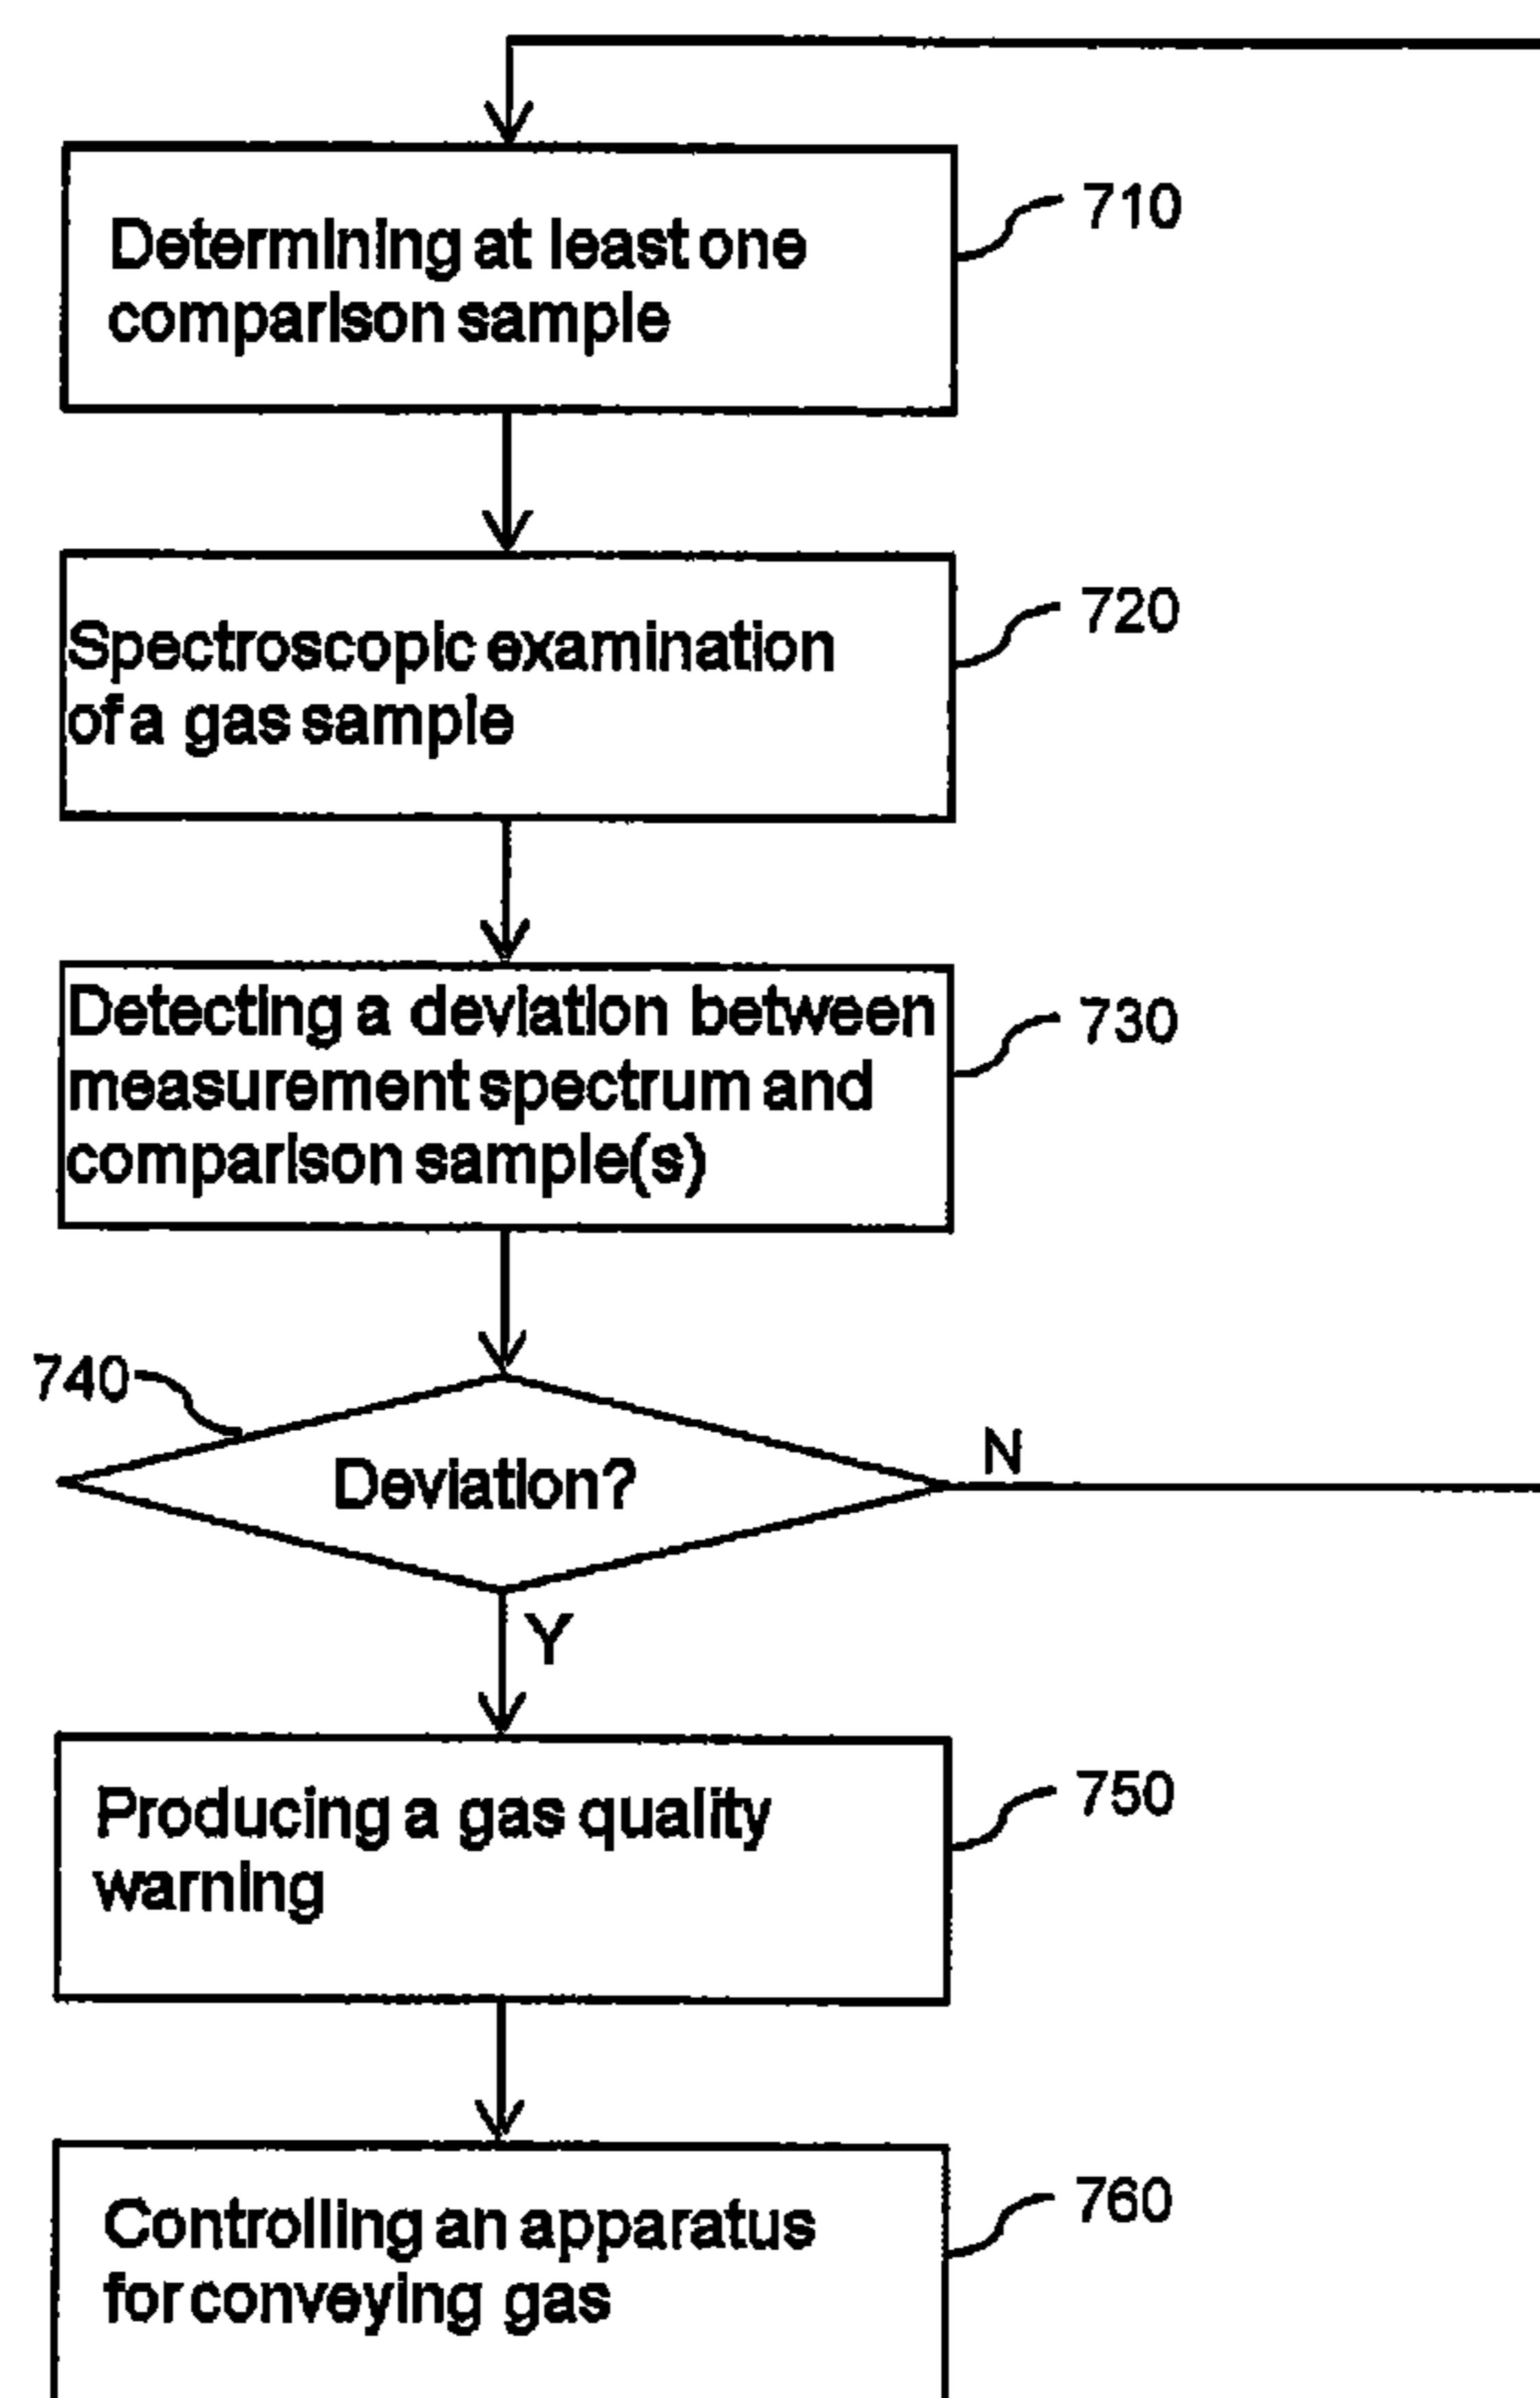 Determining at least one
comparison sample
710
Spectroscopic examination
of a gas sample
720
Detecting a deviation between
measurement spectrum and
comparison sample(s)
730
740
Deviation?
N
Y
Producing a gas quality
warning
750
Controlling an apparatus
for conveying gas
760